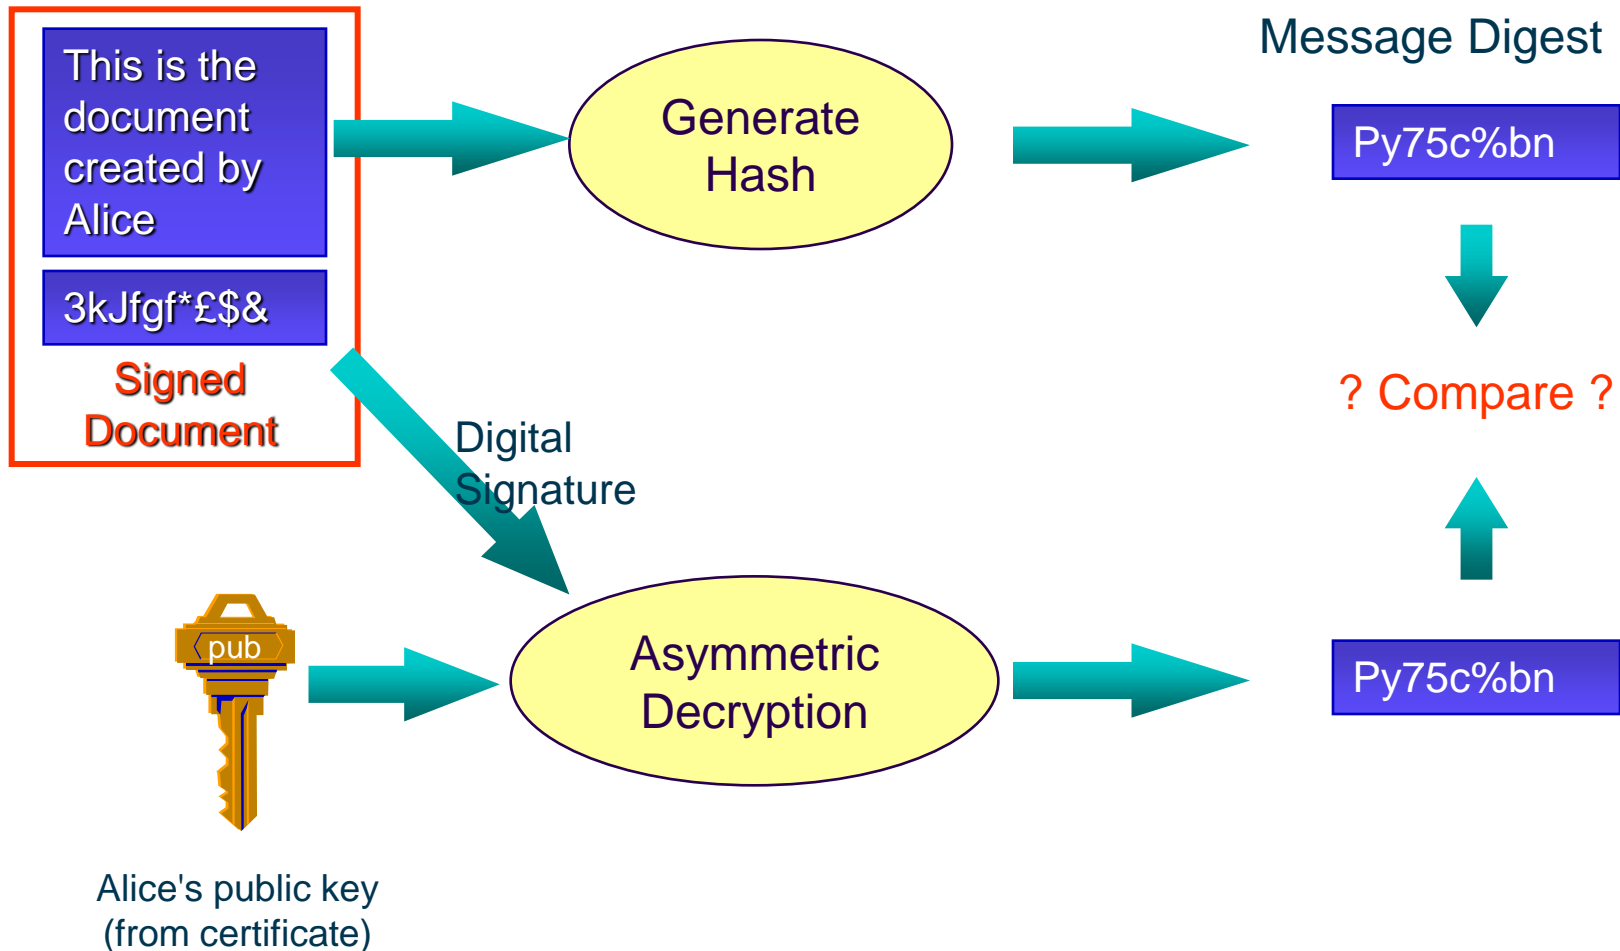 This is the
document
created by
Alice
3kJfgf*£$&
Signed
Document
Generate
Hash
Message Digest
Py75c%bn
? Compare ?
Digital
Signature
pub
Asymmetric
Decryption
Py75c%bn
Alice's public key
(from certificate)